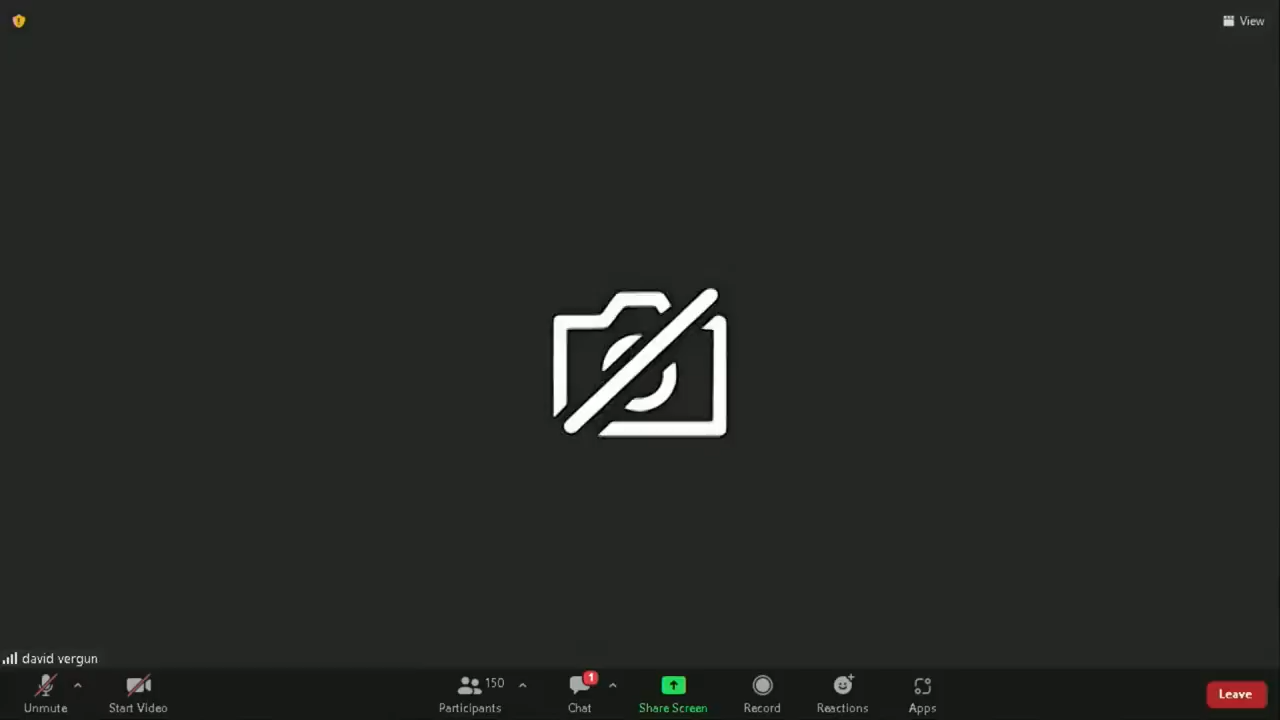 View
david vergun
Unmute
Start Video
150
Participants
1
Chat
Share Screen
Record
Reactions
Apps
Leave